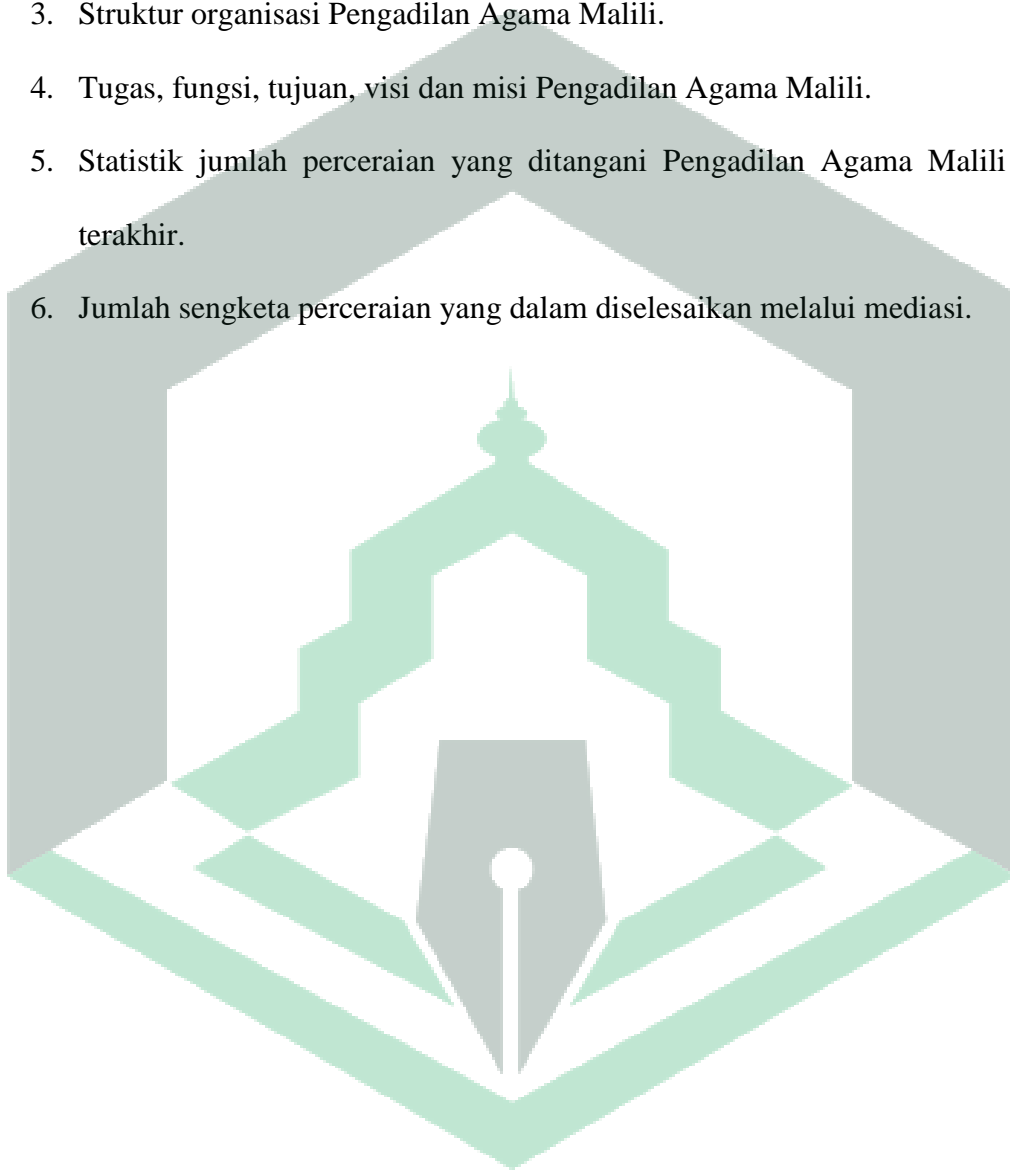 3. Struktur organisasi Pengadilan Agama Malili.
4. Tugas, fungsi, tujuan, visi dan misi Pengadilan Agama Malili.
5. Statistik jumlah perceraian yang ditangani Pengadilan Agama Malili
terakhir.
6. Jumlah sengketa perceraian yang dalam diselesaikan melalui mediasi.